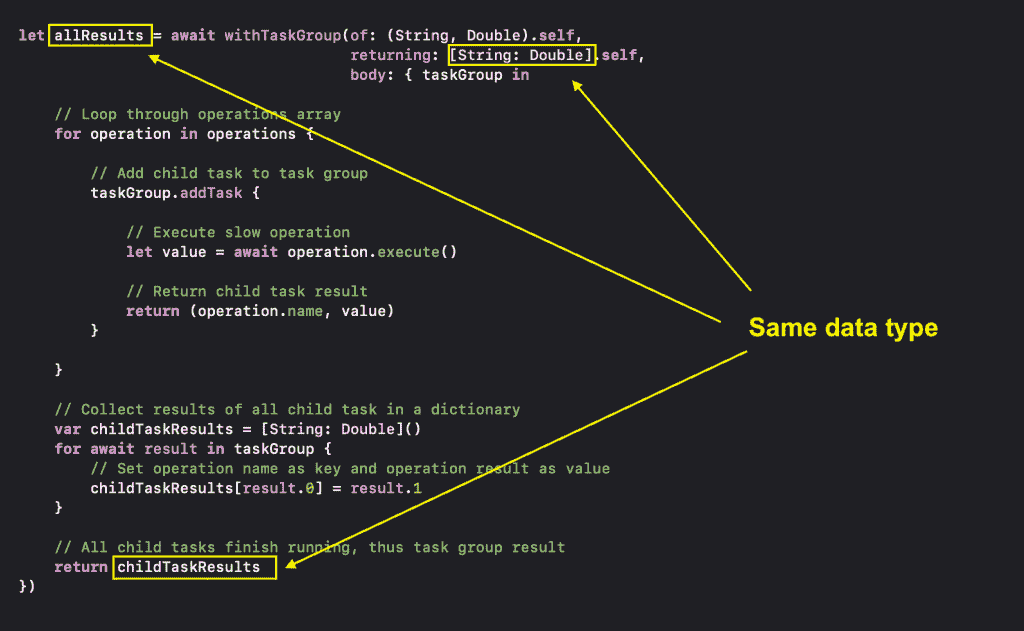 let allResults = await withTaskGroup(of: (String, Double).self,
returning: [String: Double].self,
body: { taskGroup in
// Loop through operations array
for operation in operations {
// Add child task to task group
taskGroup.addTask {
// Execute slow operation
let value = await operation.execute()
// Return child task result
return (operation.name, value)
}
}
// Collect results of all child task in a dictionary
var childTaskResults = [String: Double]()
for await result in taskGroup {
// Set operation name as key and operation result as value
childTaskResults[result.0] = result.1
}
// All child tasks finish running, thus task group result
return childTaskResults
})
Same data type